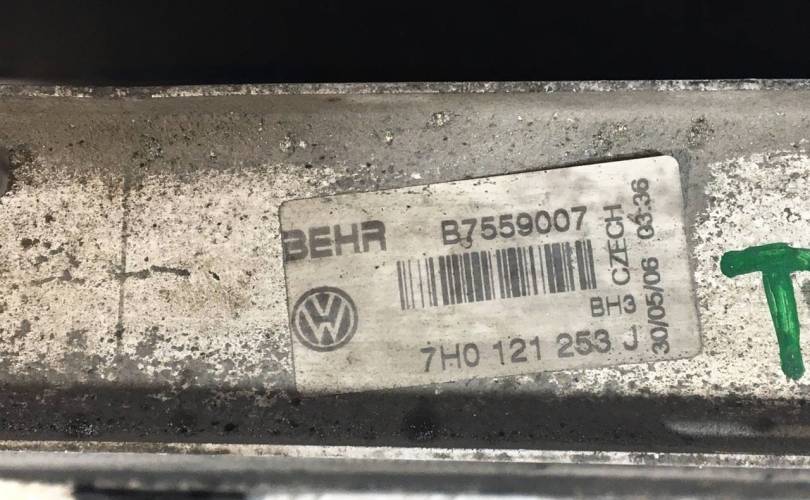 BEHR B7559007
CZECH
30/05/06 03:36
BH3
7H0 121 253 J
T